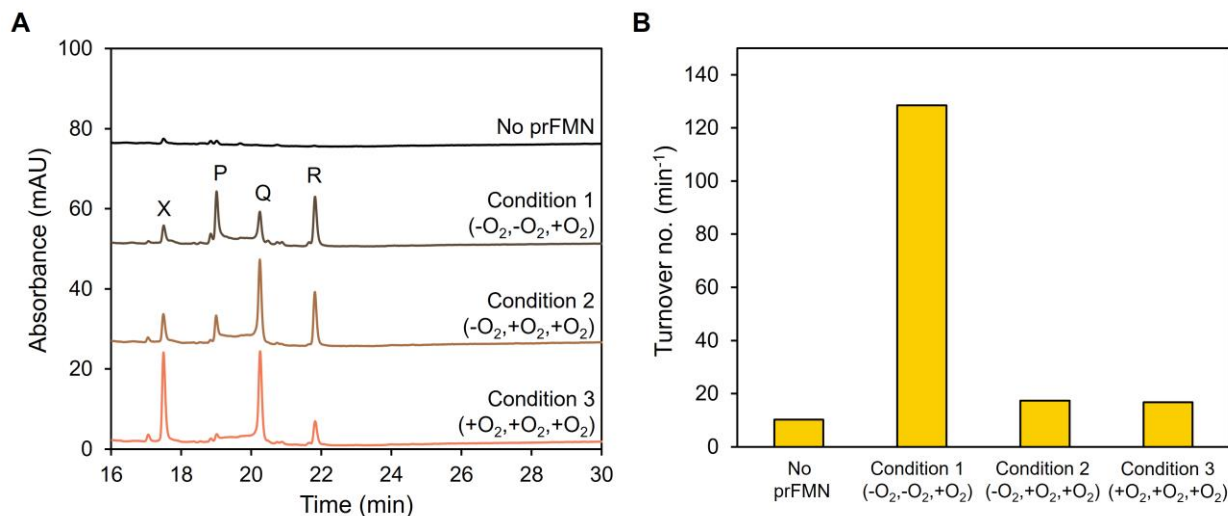 A
Absorbance (mAU)
100
80
60
40
20
0
No prFMN
X
P
Q
R
Condition 1
(-O₂,-O₂,+O₂)
Condition 2
(-O₂,+O₂,+O₂)
Condition 3
(+O₂,+O₂,+O₂)
16 18 20 22 24 26 28 30
Time (min)
B
Turnover no. (min⁻¹)
140
120
100
80
60
40
20
0
No
prFMN
Condition 1
(-O₂,-O₂,+O₂)
Condition 2
(-O₂,+O₂,+O₂)
Condition 3
(+O₂,+O₂,+O₂)